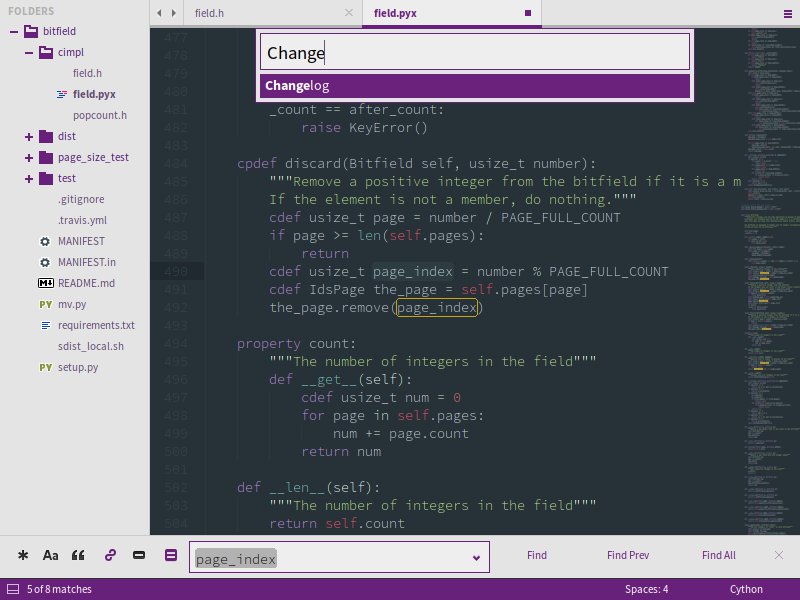 FOLDERS
bitfield
cimpl
field.h
field.pyx
popcount.h
dist
page_size_test
test
.gitignore
.travis.yml
MANIFEST
MANIFEST.in
README.md
PY mv.py
requirements.txt
sdist_local.sh
PY setup.py
field.h
field.pyx
Change
Changelog
477
478
479
480
481 _count == after_count:
482 raise KeyError()
483
484 cpdef discard(Bitfield self, usize_t number):
485 """Remove a positive integer from the bitfield if it is a m
486 If the element is not a member, do nothing."""
487 cdef usize_t page = number / PAGE_FULL_COUNT
488 if page >= len(self.pages):
489 return
490 cdef usize_t page_index = number % PAGE_FULL_COUNT
491 cdef IdsPage the_page = self.pages[page]
492 the_page.remove(page_index)
493
494 property count:
495 """The number of integers in the field"""
496 def __get__(self):
497 cdef usize_t num = 0
498 for page in self.pages:
499 num += page.count
500 return num
501
502 def __len__(self):
503 """The number of integers in the field"""
504 return self.count
Aa
page_index
Find
Find Prev
Find All
5 of 8 matches
Spaces: 4
Cython